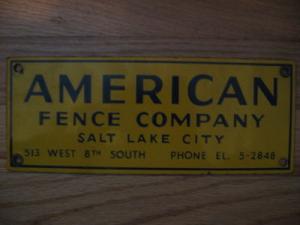 AMERICAN
FENCE COMPANY
SALT LAKE CITY
513 WEST 8TH SOUTH PHONE EL. 5-2848